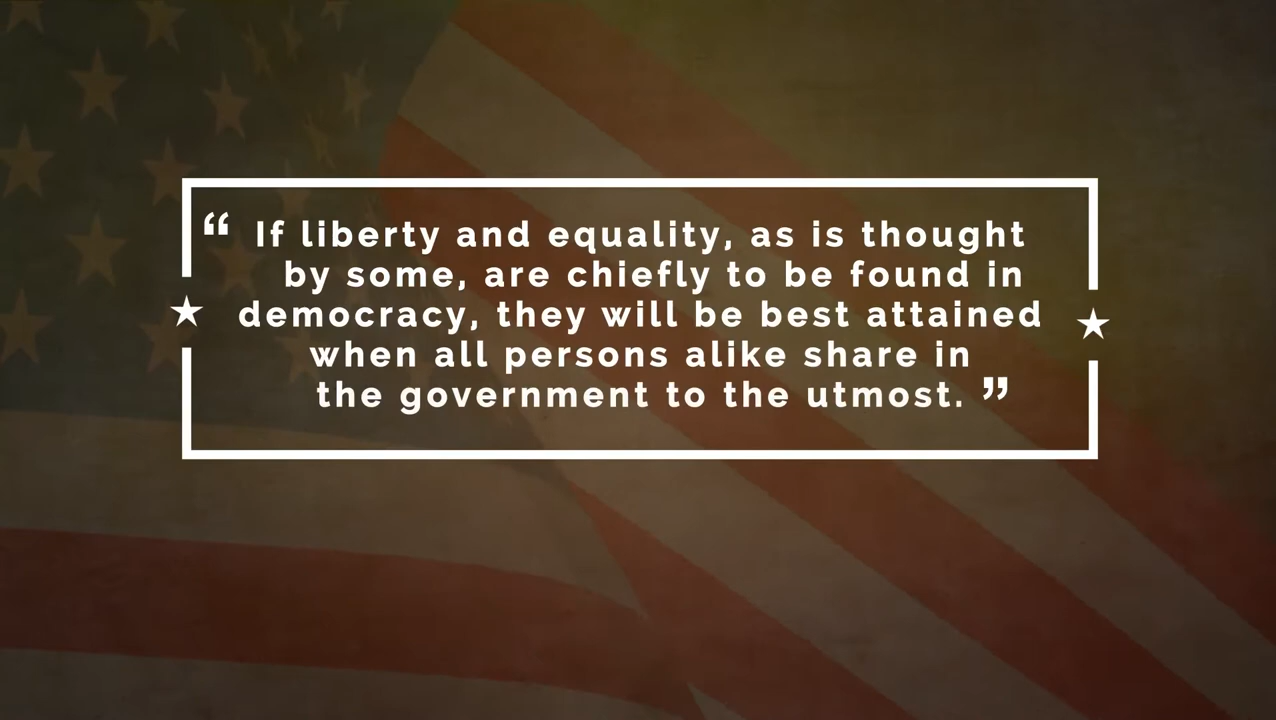 “ If liberty and equality, as is thought
by some, are chiefly to be found in
democracy, they will be best attained
when all persons alike share in
the government to the utmost. ”